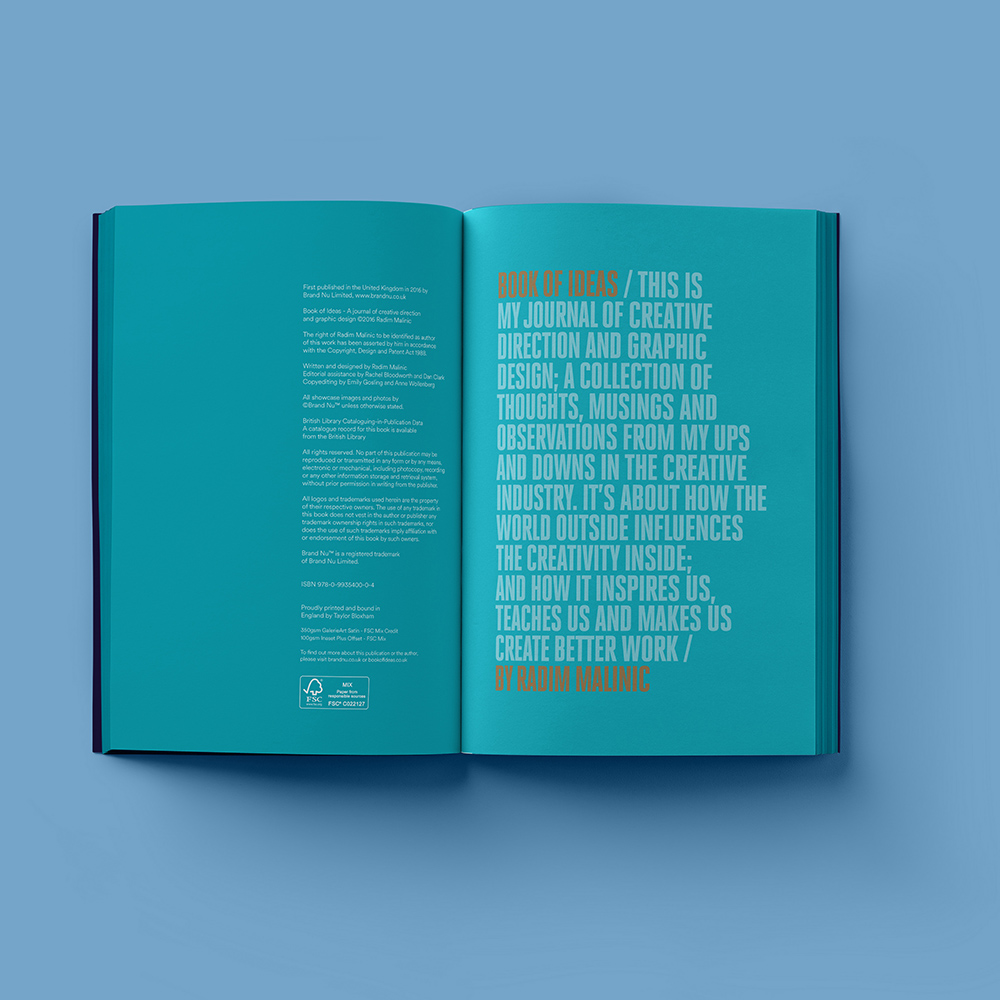 First published in the United Kingdom in 2016 by
Brand Nu Limited, www.brandnu.co.uk
Book of Ideas - A journal of creative direction
and graphic design ©2016 Radim Malinic
The right of Radim Malinic to be identified as author
of this work has been asserted by him in accordance
with the Copyright, Design and Patent Act 1988.
Written and designed by Radim Malinic
Editorial assistance by Rachel Bloodworth and Dan Clark
Copyediting by Emily Gosling and Anne Wollenberg
All showcase images and photos by
©Brand Nu™ unless otherwise stated.
British Library Cataloguing-in-Publication Data
A catalogue record for this book is available
from the British Library
All rights reserved. No part of this publication may be
reproduced or transmitted in any form or by any means,
electronic or mechanical, including photocopy, recording
or any other information storage and retrieval system,
without prior permission in writing from the publisher.
All logos and trademarks used herein are the property
of their respective owners. The use of any trademark in
this book does not vest in the author or publisher any
trademark ownership rights in such trademarks, nor
does the use of such trademarks imply affiliation with
or endorsement of this book by such owners.
Brand Nu™ is a registered trademark
of Brand Nu Limited.
ISBN 978-0-9935400-0-4
Proudly printed and bound in
England by Taylor Bloxham
350gsm GalerieArt Satin - FSC Mix Credit
100gsm Inaset Plus Offset - FSC Mix
To find out more about this publication or the author,
please visit brandnu.co.uk or bookofideas.co.uk
FSC
www.fsc.org
MIX
Paper from
responsible sources
FSC® C022127
BOOK OF IDEAS / THIS IS
MY JOURNAL OF CREATIVE
DIRECTION AND GRAPHIC
DESIGN; A COLLECTION OF
THOUGHTS, MUSINGS AND
OBSERVATIONS FROM MY UPS
AND DOWNS IN THE CREATIVE
INDUSTRY. IT'S ABOUT HOW THE
WORLD OUTSIDE INFLUENCES
THE CREATIVITY INSIDE;
AND HOW IT INSPIRES US,
TEACHES US AND MAKES US
CREATE BETTER WORK /
BY RADIM MALINIC